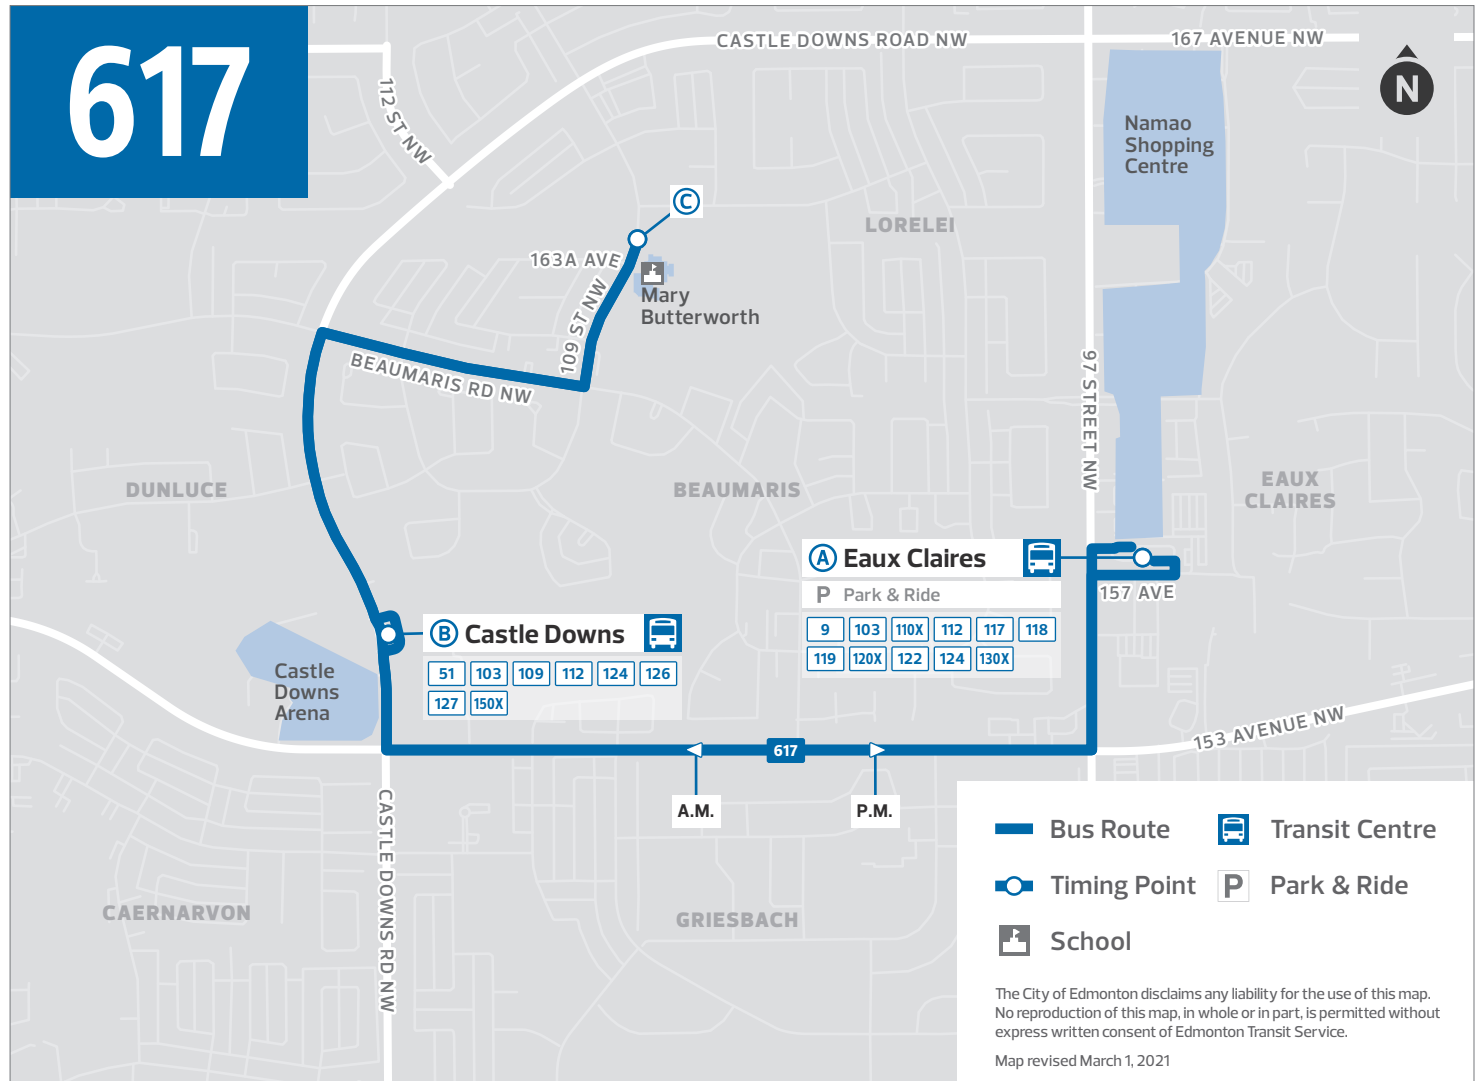 617
CASTLE DOWNS ROAD NW
167 AVENUE NW
N
112 ST NW
Namao
Shopping
Centre
C
LORELEI
163A AVE
109 ST NW
Mary
Butterworth
BEAUMARIS RD NW
97 STREET NW
DUNLUCE
BEAUMARIS
EAUX
CLAIRES
A Eaux Claires
P Park & Ride
9 103 110X 112 117 118
119 120X 122 124 130X
157 AVE
B Castle Downs
51 103 109 112 124 126
127 150X
Castle
Downs
Arena
153 AVENUE NW
617
A.M.
P.M.
CASTLE DOWNS RD NW
CAERNARVON
GRIESBACH
Bus Route
Transit Centre
Timing Point
P Park & Ride
School
The City of Edmonton disclaims any liability for the use of this map.
No reproduction of this map, in whole or in part, is permitted without
express written consent of Edmonton Transit Service.
Map revised March 1, 2021